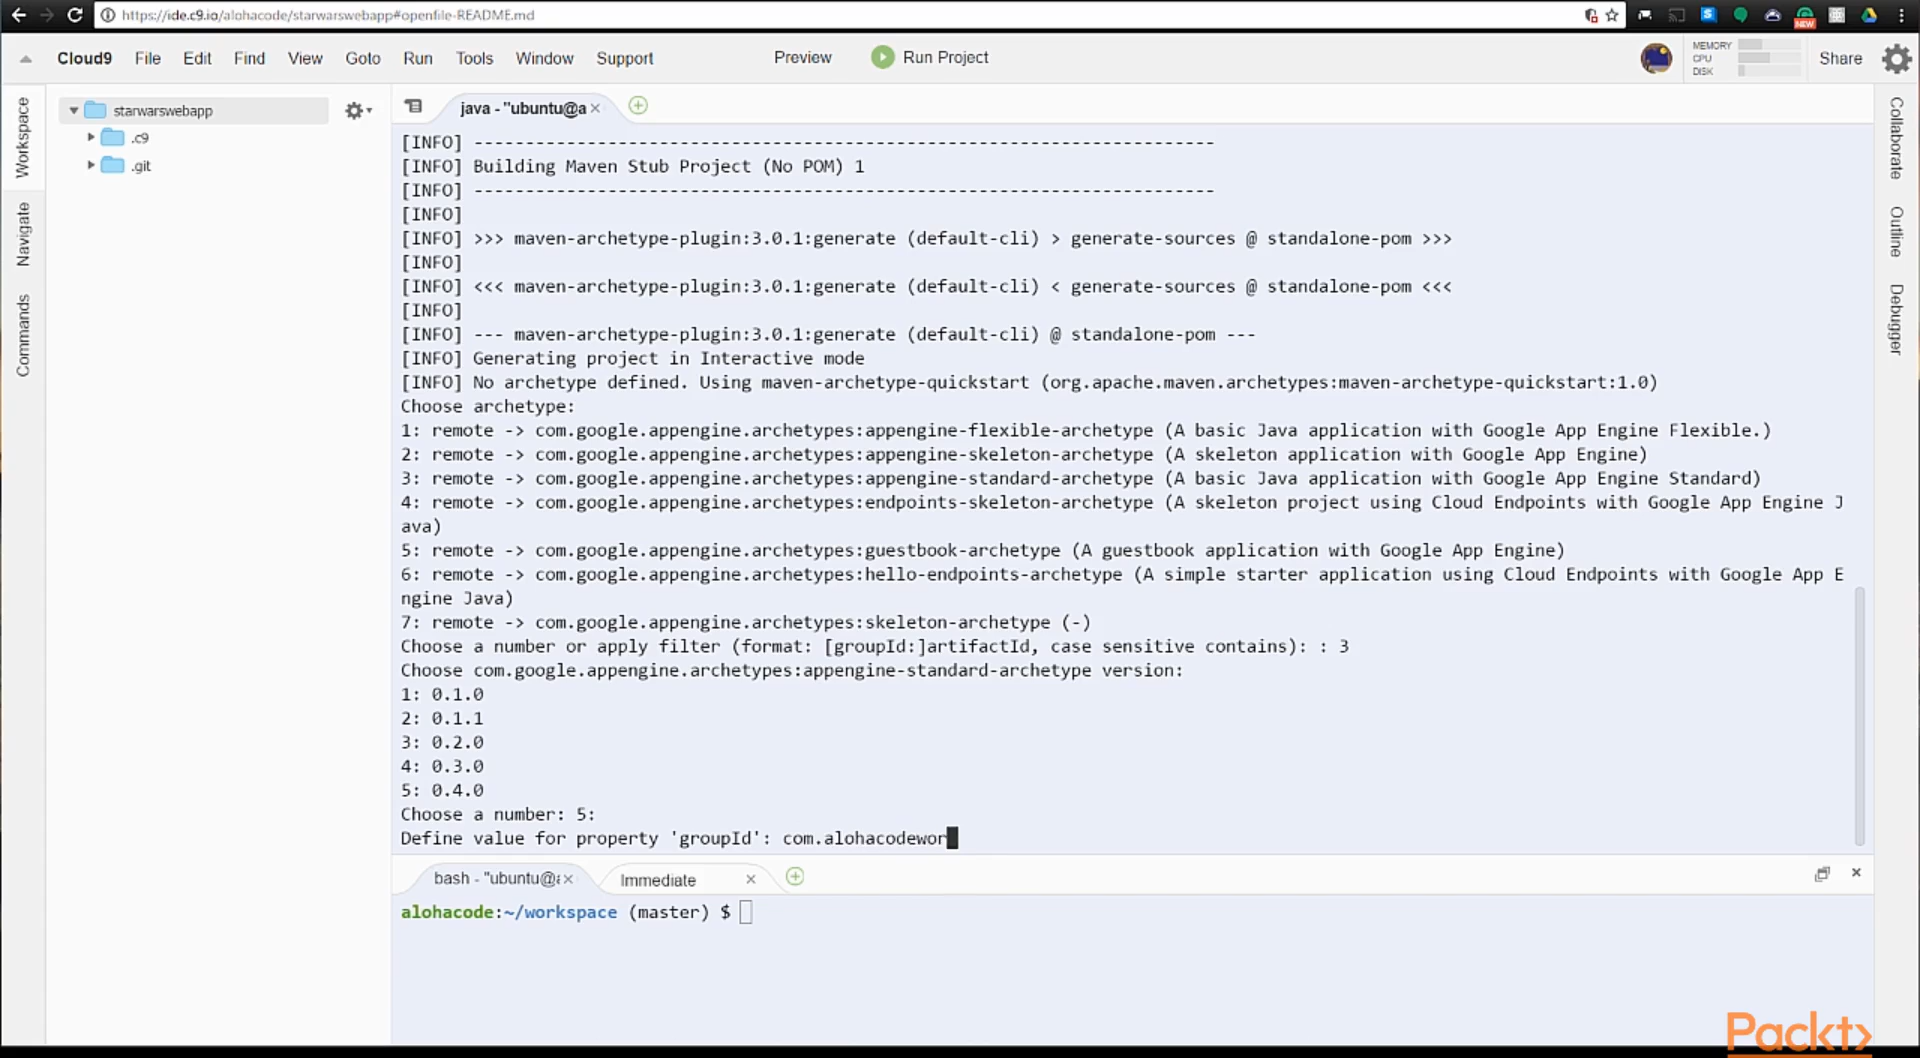 https://ide.c9.io/alohacode/starwarswebapp#openfile-README.md
NEW
Cloud9 File Edit Find View Goto Run Tools Window Support Preview Run Project MEMORY CPU DISK Share
Workspace
Navigate
Commands
starwarswebapp
.c9
.git
java - "ubuntu@a
[INFO] ------------------------------------------------------------------------
[INFO] Building Maven Stub Project (No POM) 1
[INFO] ------------------------------------------------------------------------
[INFO]
[INFO] >>> maven-archetype-plugin:3.0.1:generate (default-cli) > generate-sources @ standalone-pom >>>
[INFO]
[INFO] <<< maven-archetype-plugin:3.0.1:generate (default-cli) < generate-sources @ standalone-pom <<<
[INFO]
[INFO] --- maven-archetype-plugin:3.0.1:generate (default-cli) @ standalone-pom ---
[INFO] Generating project in Interactive mode
[INFO] No archetype defined. Using maven-archetype-quickstart (org.apache.maven.archetypes:maven-archetype-quickstart:1.0)
Choose archetype:
1: remote -> com.google.appengine.archetypes:appengine-flexible-archetype (A basic Java application with Google App Engine Flexible.)
2: remote -> com.google.appengine.archetypes:appengine-skeleton-archetype (A skeleton application with Google App Engine)
3: remote -> com.google.appengine.archetypes:appengine-standard-archetype (A basic Java application with Google App Engine Standard)
4: remote -> com.google.appengine.archetypes:endpoints-skeleton-archetype (A skeleton project using Cloud Endpoints with Google App Engine J
ava)
5: remote -> com.google.appengine.archetypes:guestbook-archetype (A guestbook application with Google App Engine)
6: remote -> com.google.appengine.archetypes:hello-endpoints-archetype (A simple starter application using Cloud Endpoints with Google App E
ngine Java)
7: remote -> com.google.appengine.archetypes:skeleton-archetype (-)
Choose a number or apply filter (format: [groupId:]artifactId, case sensitive contains): : 3
Choose com.google.appengine.archetypes:appengine-standard-archetype version:
1: 0.1.0
2: 0.1.1
3: 0.2.0
4: 0.3.0
5: 0.4.0
Choose a number: 5:
Define value for property 'groupId': com.alohacodewor
bash - "ubuntu@a
Immediate
alohacode:~/workspace (master) $
Collaborate
Outline
Debugger
Packt>